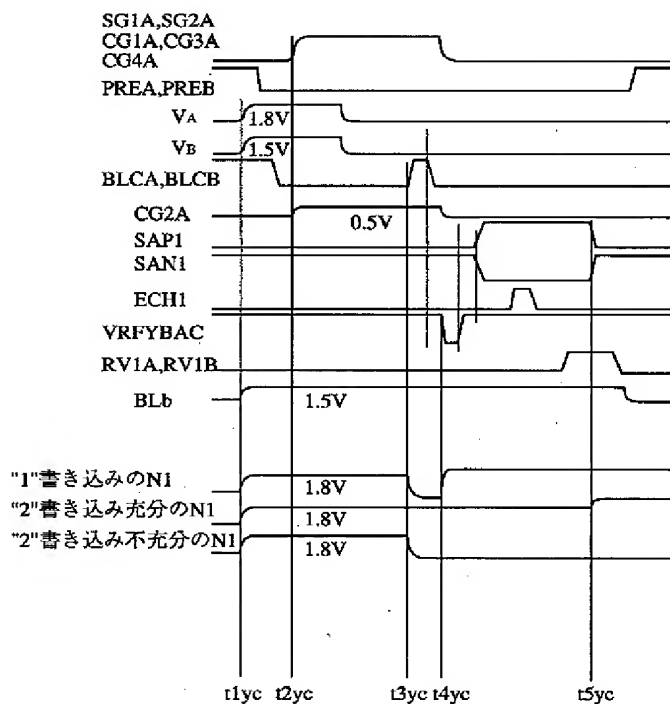 SG1A,SG2A
CG1A,CG3A
CG4A
PREA,PREB
VA
1.8V
VB
1.5V
BLCA,BLCB
CG2A
0.5V
SAP1
SAN1
ECH1
VRFYBAC
RV1A,RV1B
BLb
1.5V
"1"書き込みのN1
1.8V
"2"書き込み充分のN1
1.8V
"2"書き込み不充分のN1
1.8V
t1yc t2yc t3yc t4yc t5yc